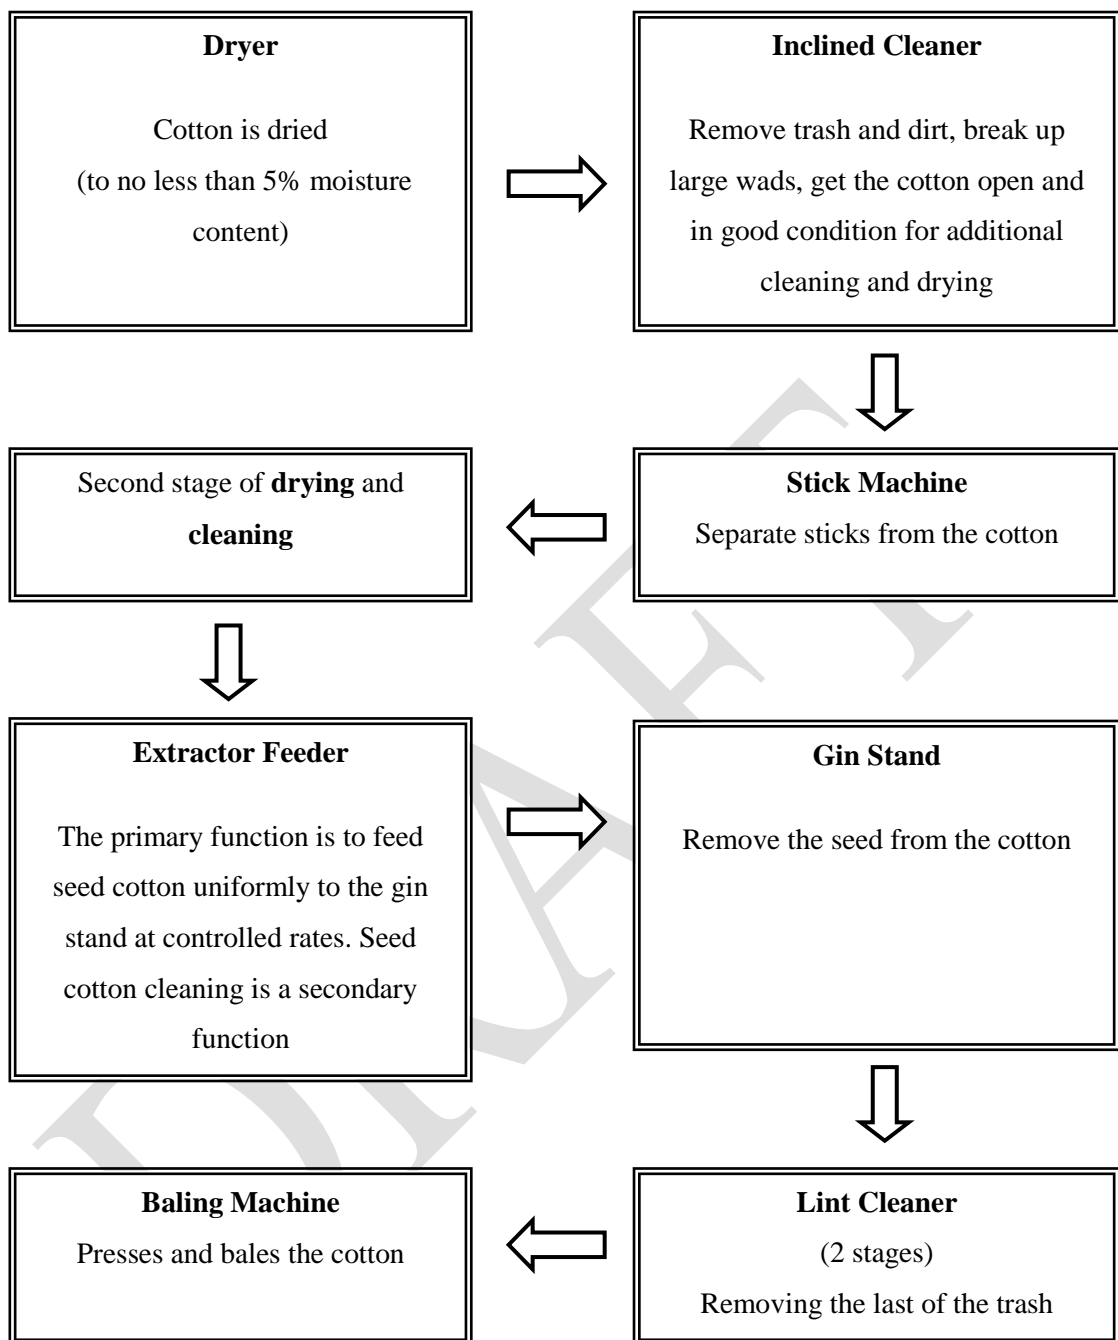 Dryer
Cotton is dried
(to no less than 5% moisture
content)
Inclined Cleaner
Remove trash and dirt, break up
large wads, get the cotton open and
in good condition for additional
cleaning and drying
Stick Machine
Separate sticks from the cotton
Second stage of drying and
cleaning
Extractor Feeder
The primary function is to feed
seed cotton uniformly to the gin
stand at controlled rates. Seed
cotton cleaning is a secondary
function
Gin Stand
Remove the seed from the cotton
Lint Cleaner
(2 stages)
Removing the last of the trash
Baling Machine
Presses and bales the cotton
DRAFT